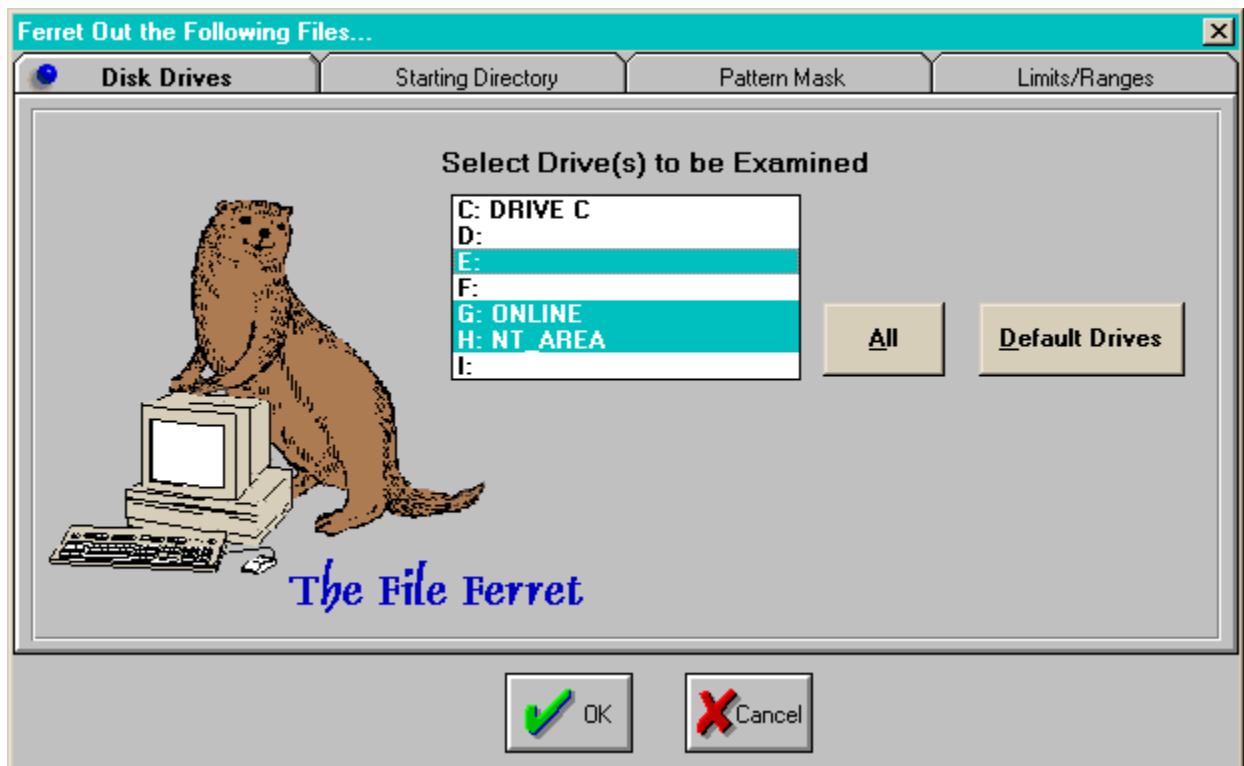 Ferret Out the Following Files...
Disk Drives
Starting Directory
Pattern Mask
Limits/Ranges
Select Drive(s) to be Examined
C: DRIVE C
D:
E:
F:
G: ONLINE
H: NT_AREA
I:
All
Default Drives
The File Ferret
OK
Cancel